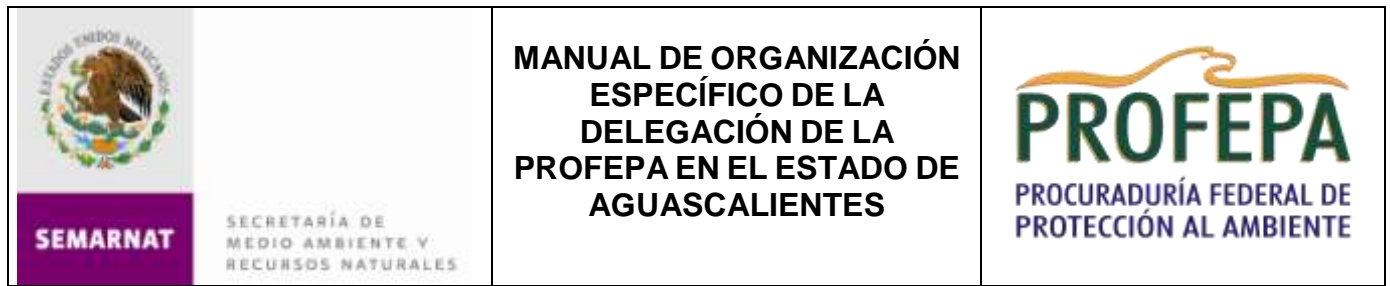 ESTADOS UNIDOS MEXICANOS
SEMARNAT
SECRETARÍA DE
MEDIO AMBIENTE Y
RECURSOS NATURALES
MANUAL DE ORGANIZACIÓN
ESPECÍFICO DE LA
DELEGACIÓN DE LA
PROFEPA EN EL ESTADO DE
AGUASCALIENTES
PROFEPA
PROCURADURÍA FEDERAL DE
PROTECCIÓN AL AMBIENTE